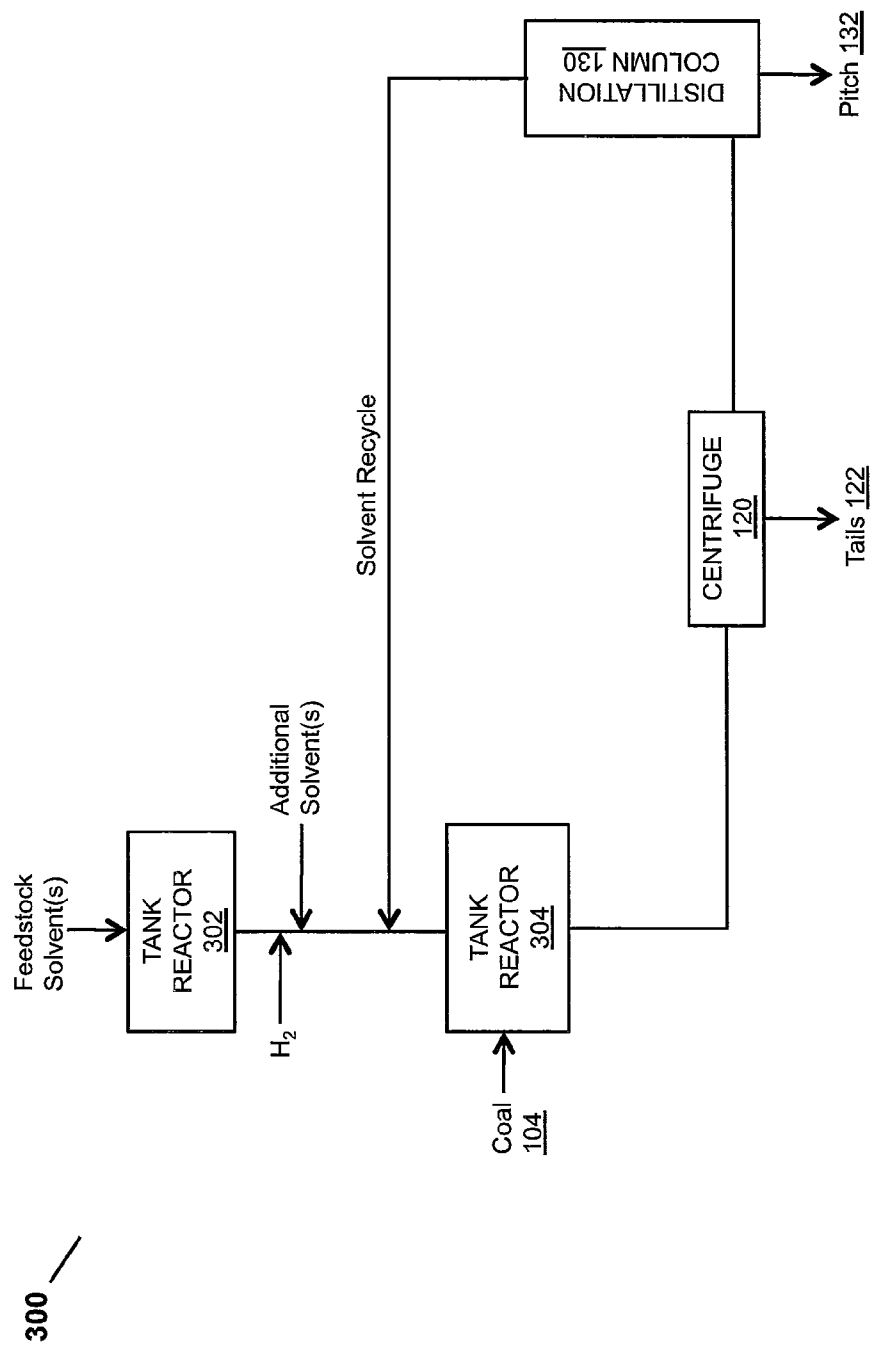 300
Feedstock
Solvent(s)
TANK
REACTOR
302
H2
Additional
Solvent(s)
Solvent Recycle
Coal
104
TANK
REACTOR
304
CENTRIFUGE
120
Tails 122
DISTILLATION
COLUMN 130
Pitch 132